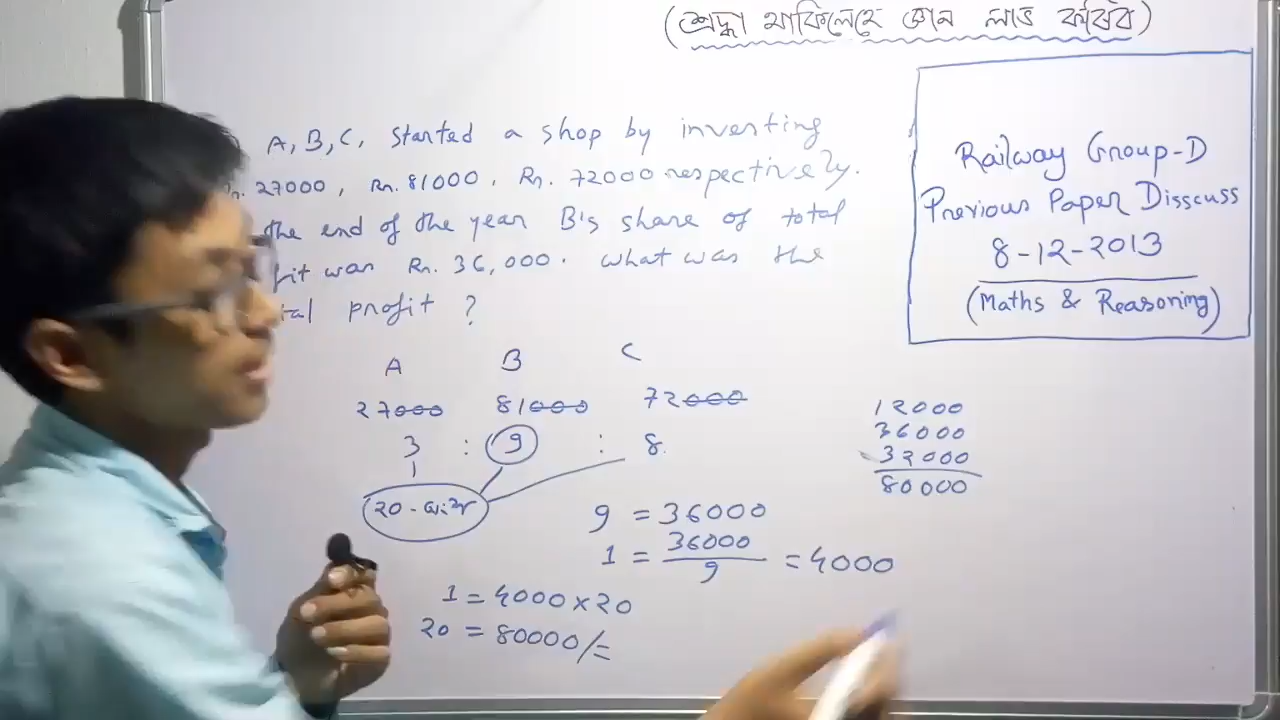 (শ্ৰদ্ধা থাকিলেহে জ্ঞান লাভ কৰিব)
A, B, C, started a shop by investing
27000, Rs. 81000, Rs. 72000 respectively.
the end of the year B's share of total
was Rs. 36,000. What was the
profit ?
Railway Group-D
Previous Paper Disscuss
8-12-2013
(Maths & Reasoning)
A B C
27000 81000 72000
3 : 9 : 8
20 -
9 = 36000
1 = 36000/9 = 4000
1 = 4000 x 20
20 = 80000/=
12000
36000
32000
80000